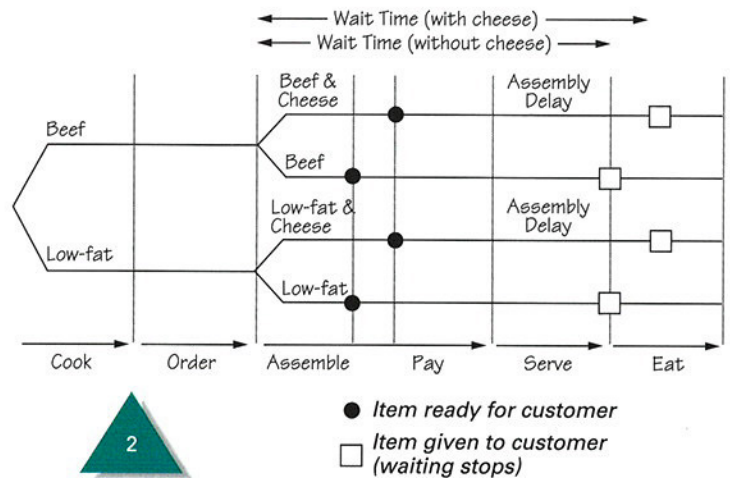 Wait Time (with cheese)
Wait Time (without cheese)
Beef &
Cheese
Assembly
Delay
Beef
Beef
Low-fat &
Cheese
Assembly
Delay
Low-fat
Low-fat
Cook
Order
Assemble
Pay
Serve
Eat
2
Item ready for customer
Item given to customer
(waiting stops)